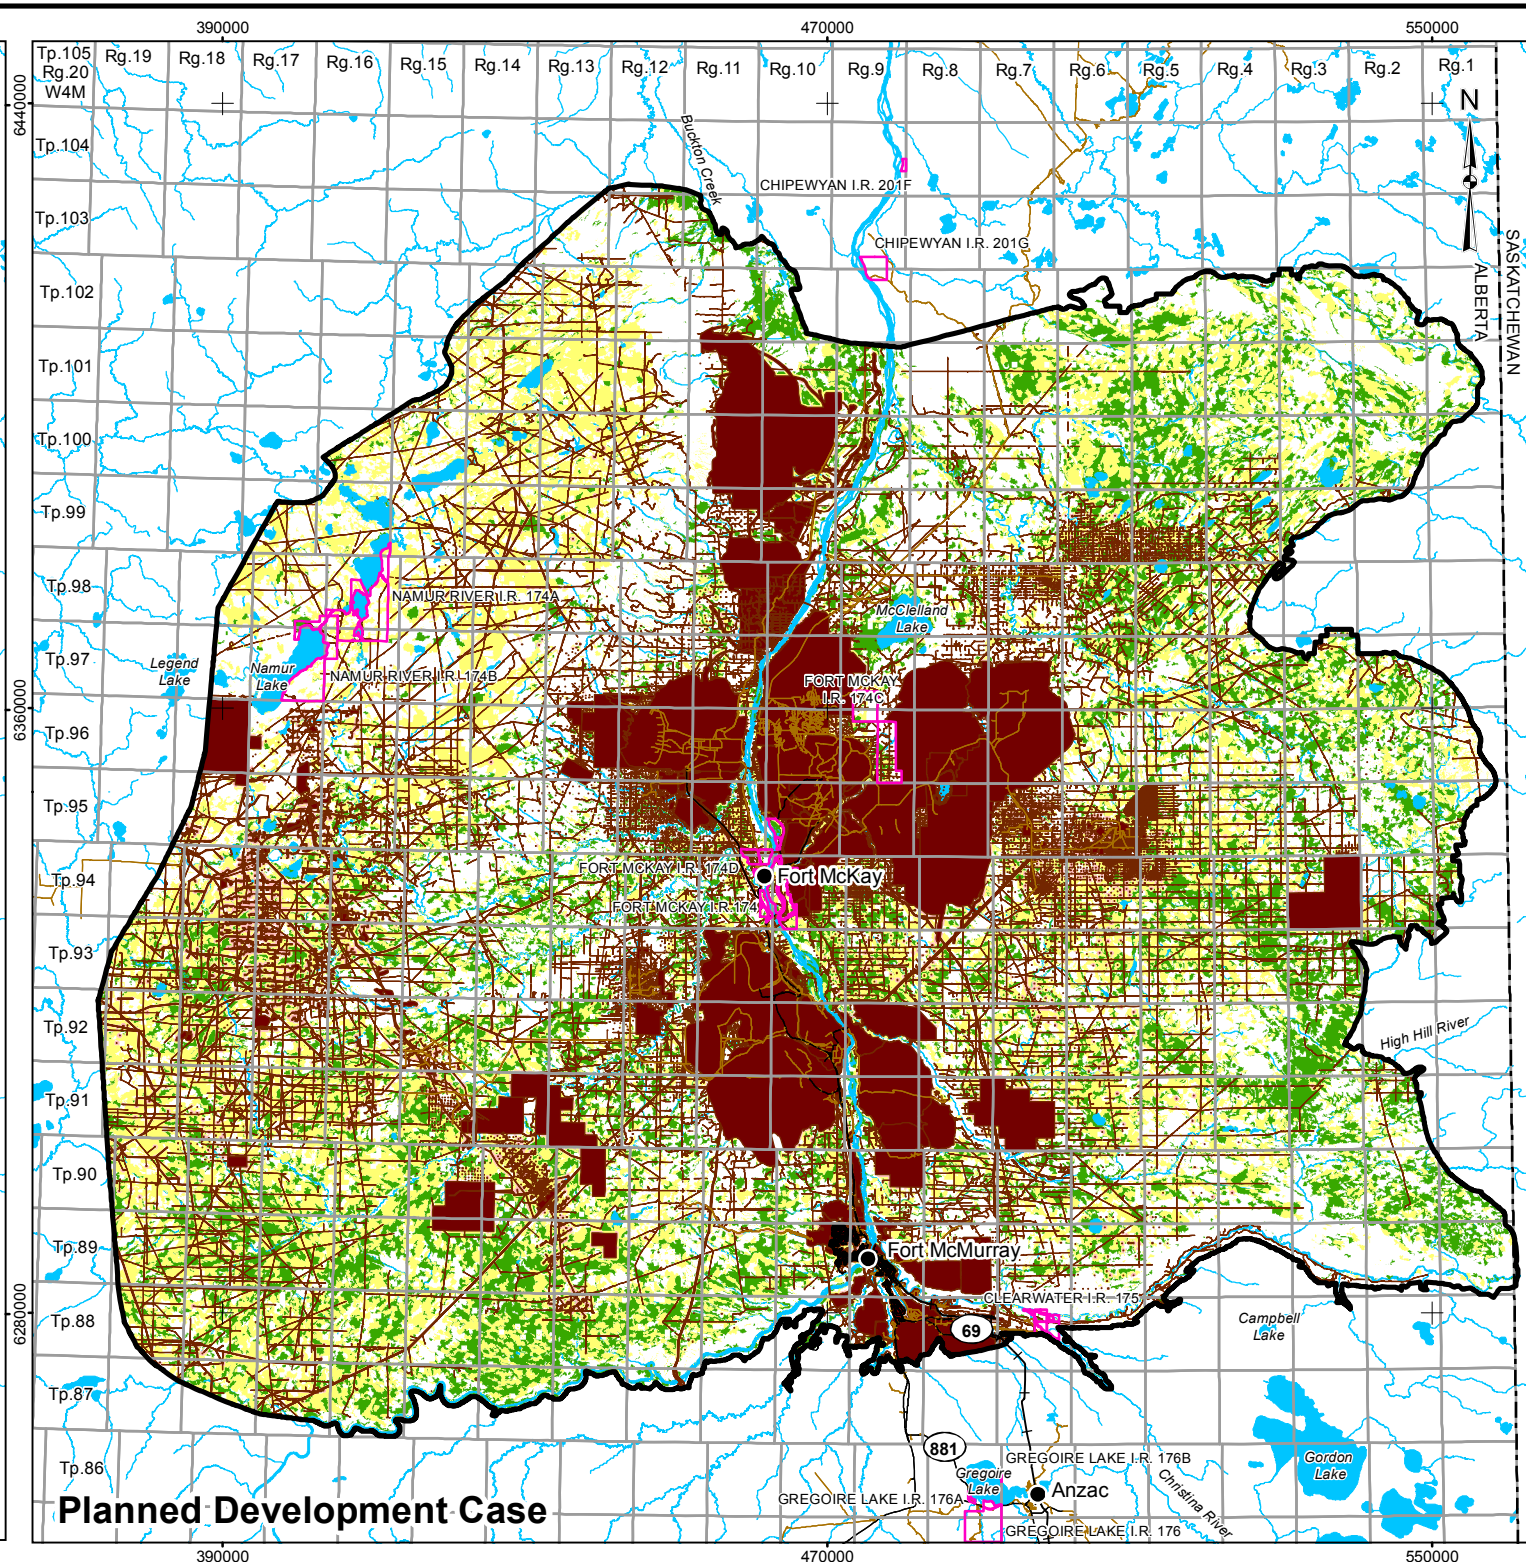 390000
470000
550000
Tp.105
Rg.20
W4M
Rg.19
Rg.18
Rg.17
Rg.16
Rg.15
Rg.14
Rg.13
Rg.12
Rg.11
Rg.10
Rg.9
Rg.8
Rg.7
Rg.6
Rg.5
Rg.4
Rg.3
Rg.2
Rg.1
6440000
N
Tp.104
Buckton Creek
CHIPEWYAN I.R. 201F
Tp.103
CHIPEWYAN I.R. 201G
SASKATCHEWAN
ALBERTA
Tp.102
Tp.101
Tp.100
Tp.99
Tp.98
NAMUR RIVER I.R. 174A
McClelland
Lake
Tp.97
Legend
Lake
Namur
Lake
NAMUR RIVER I.R. 174B
FORT MCKAY
I.R. 174C
6360000
Tp.96
Tp.95
Tp.94
FORT MCKAY I.R. 174D
Fort McKay
FORT MCKAY I.R.174
Tp.93
Tp.92
High Hill River
Tp.91
Tp.90
Tp.89
Fort McMurray
6280000
CLEARWATER I.R. 175
Tp.88
69
Campbell
Lake
Tp.87
881
Tp.86
GREGOIRE LAKE I.R. 176B
Gregoire
Lake
Gordon
Lake
Christina River
GREGOIRE LAKE I.R. 176A
Anzac
Planned Development Case
GREGOIRE LAKE I.R. 176
390000
470000
550000